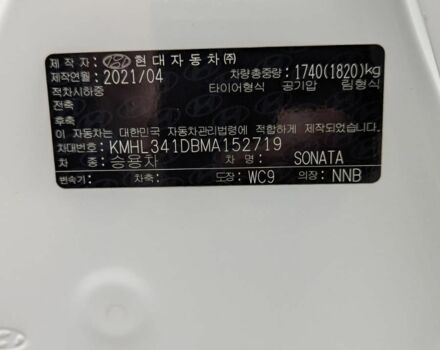 제 작 자 : HYUNDAI 현대자동차㈜
제작년월 : 2021/04 차량총중량 : 1740(1820)kg
적차시하중 타이어형식 공기압 림형식
전축 :
후축 :
이 자동차는 대한민국 자동차관리법령에 적합하게 제작되었습니다
차대번호 : KMHL341DBMA152719
차 종 : 승용차 SONATA
변속기 : 차축 : 도장 : WC9 의장 : NNB